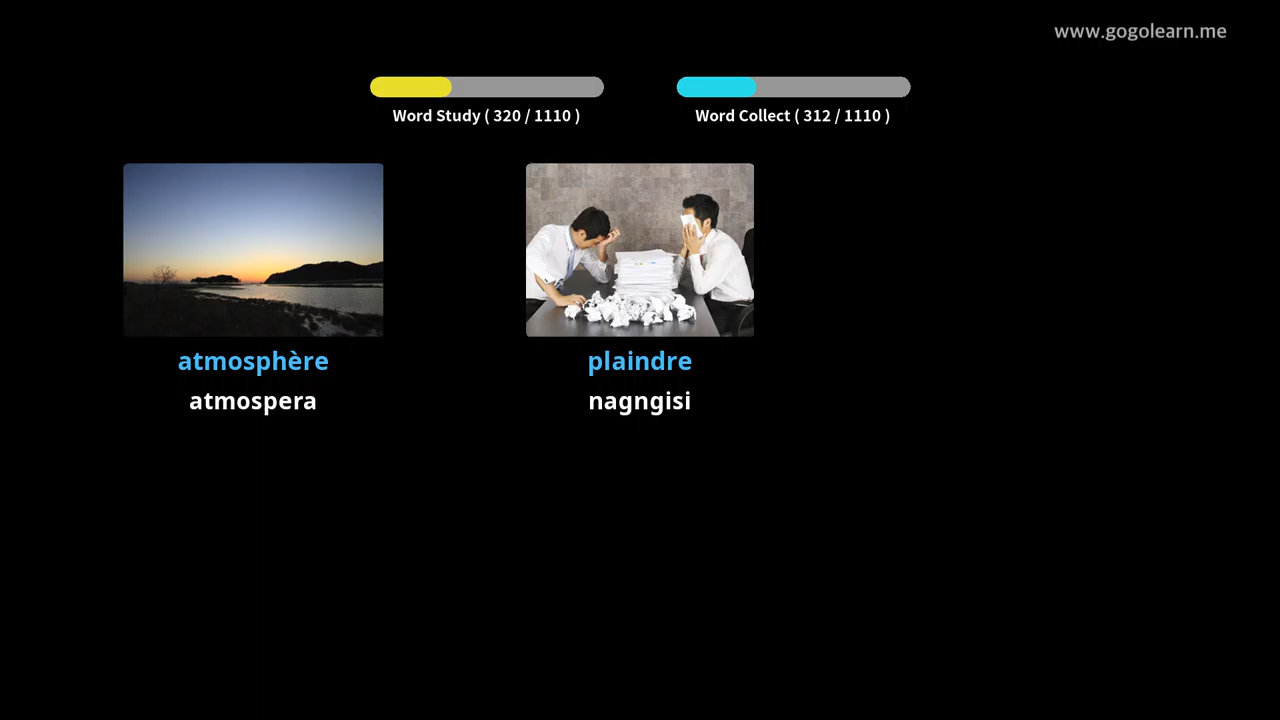 www.gogolearn.me
Word Study ( 320 / 1110 )
Word Collect ( 312 / 1110 )
atmosphère
atmospera
plaindre
nagngisi